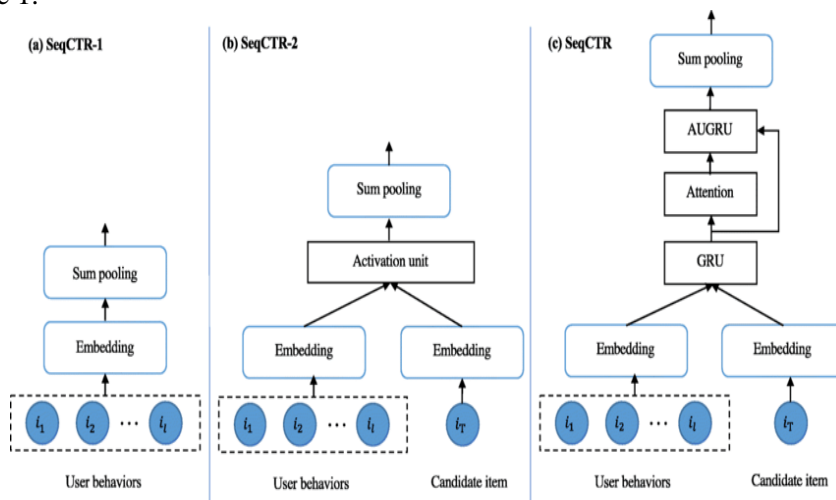 (a) SeqCTR-1
Sum pooling
Embedding
i₁ i₂ ··· iₗ
User behaviors
(b) SeqCTR-2
Sum pooling
Activation unit
Embedding Embedding
i₁ i₂ ··· iₗ i_T
User behaviors Candidate item
(c) SeqCTR
Sum pooling
AUGRU
Attention
GRU
Embedding Embedding
i₁ i₂ ··· iₗ i_T
User behaviors Candidate item